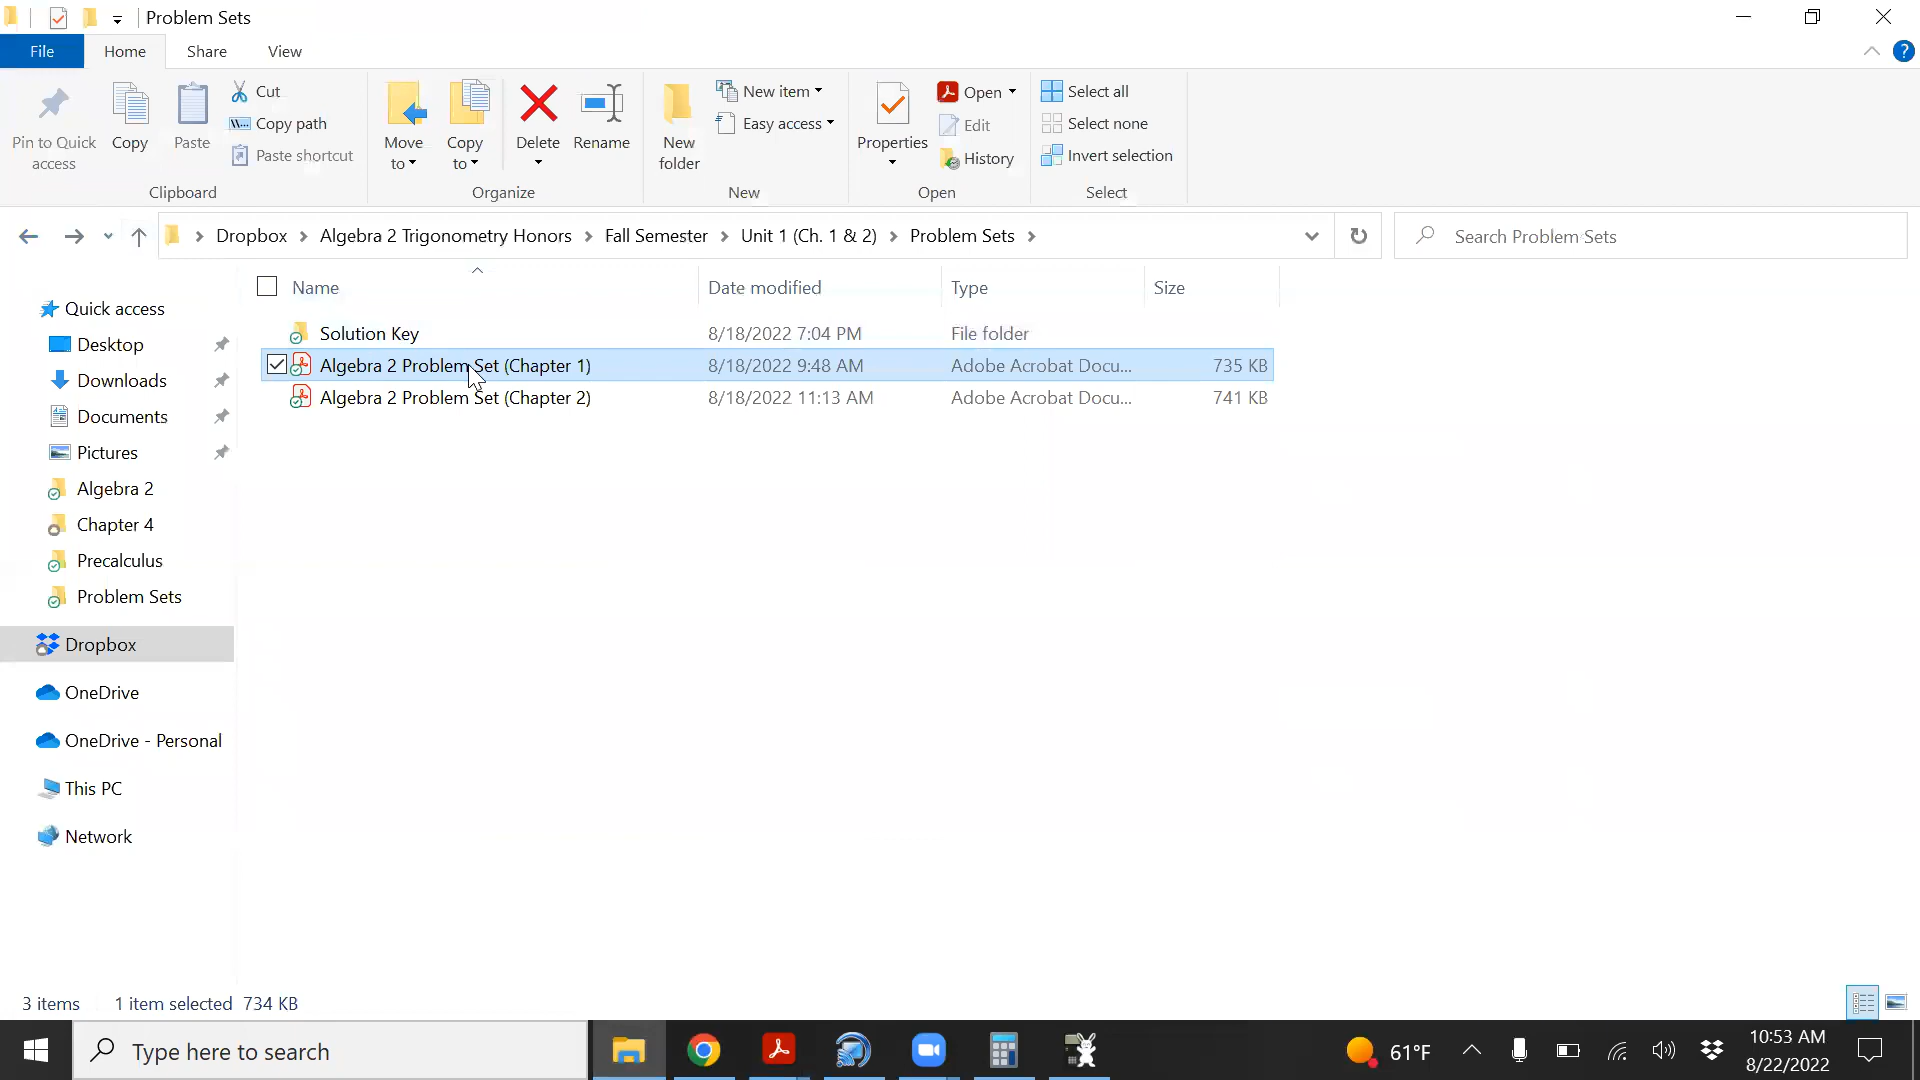 Problem Sets
File Home Share View
Pin to Quick access
Copy
Paste
Cut
Copy path
Paste shortcut
Clipboard
Move to
Copy to
Delete
Rename
Organize
New folder
New item
Easy access
New
Properties
Open
Edit
History
Open
Select all
Select none
Invert selection
Select
Dropbox Algebra 2 Trigonometry Honors Fall Semester Unit 1 (Ch. 1 & 2) Problem Sets
Search Problem Sets
Name Date modified Type Size
Solution Key 8/18/2022 7:04 PM File folder
Algebra 2 Problem Set (Chapter 1) 8/18/2022 9:48 AM Adobe Acrobat Docu... 735 KB
Algebra 2 Problem Set (Chapter 2) 8/18/2022 11:13 AM Adobe Acrobat Docu... 741 KB
Quick access
Desktop
Downloads
Documents
Pictures
Algebra 2
Chapter 4
Precalculus
Problem Sets
Dropbox
OneDrive
OneDrive - Personal
This PC
Network
3 items 1 item selected 734 KB
Type here to search
61°F
10:53 AM
8/22/2022